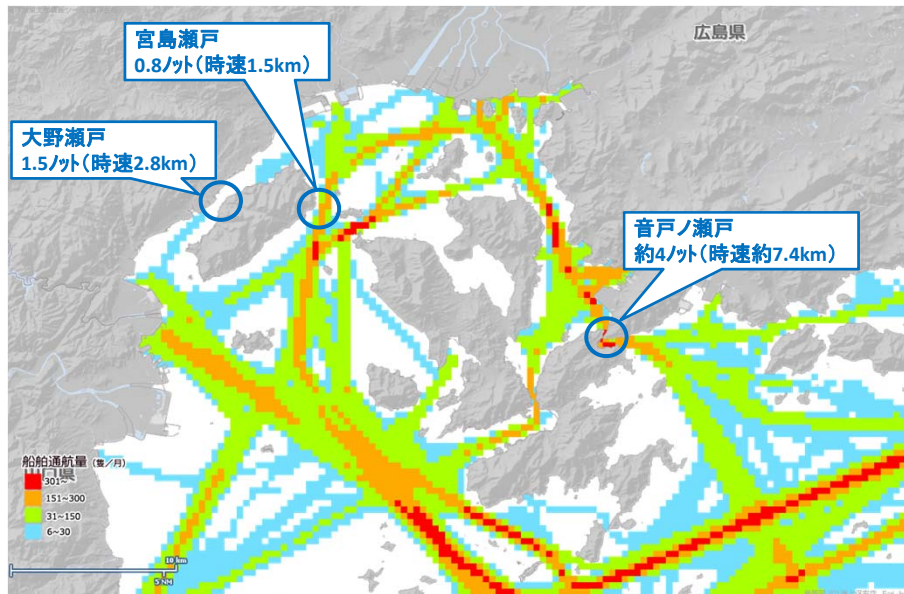 広島県
宮島瀬戸
0.8ノット（時速1.5km）
大野瀬戸
1.5ノット（時速2.8km）
音戸ノ瀬戸
約4ノット（時速約7.4km）
船舶通航量（隻／月）
山口県
301~
151~300
31~150
6~30
10 km
5 NM